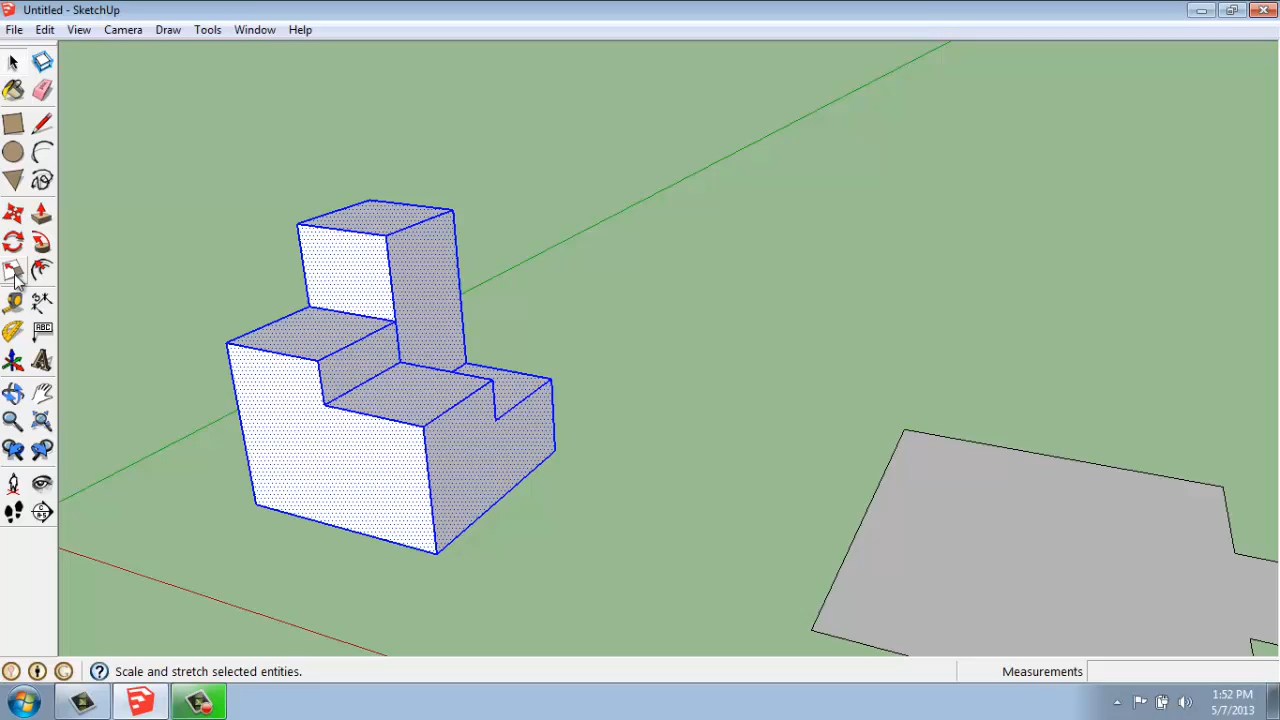 Untitled - SketchUp
File Edit View Camera Draw Tools Window Help
ABC
A
Scale and stretch selected entities.
Measurements
1:52 PM
5/7/2013